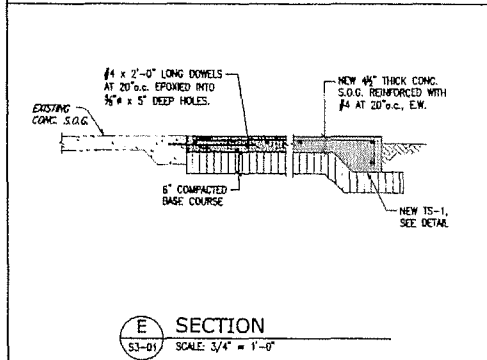 #4 x 2'-0" LONG DOWELS
AT 20"o.c. EPOXIED INTO
⅝"ø x 5" DEEP HOLES.
NEW 4½" THICK CONC.
S.O.G. REINFORCED WITH
#4 AT 20"o.c., E.W.
EXISTING
CONC. S.O.G.
6" COMPACTED
BASE COURSE
NEW TS-1,
SEE DETAIL
E SECTION
S3-01 SCALE: 3/4" = 1'-0"